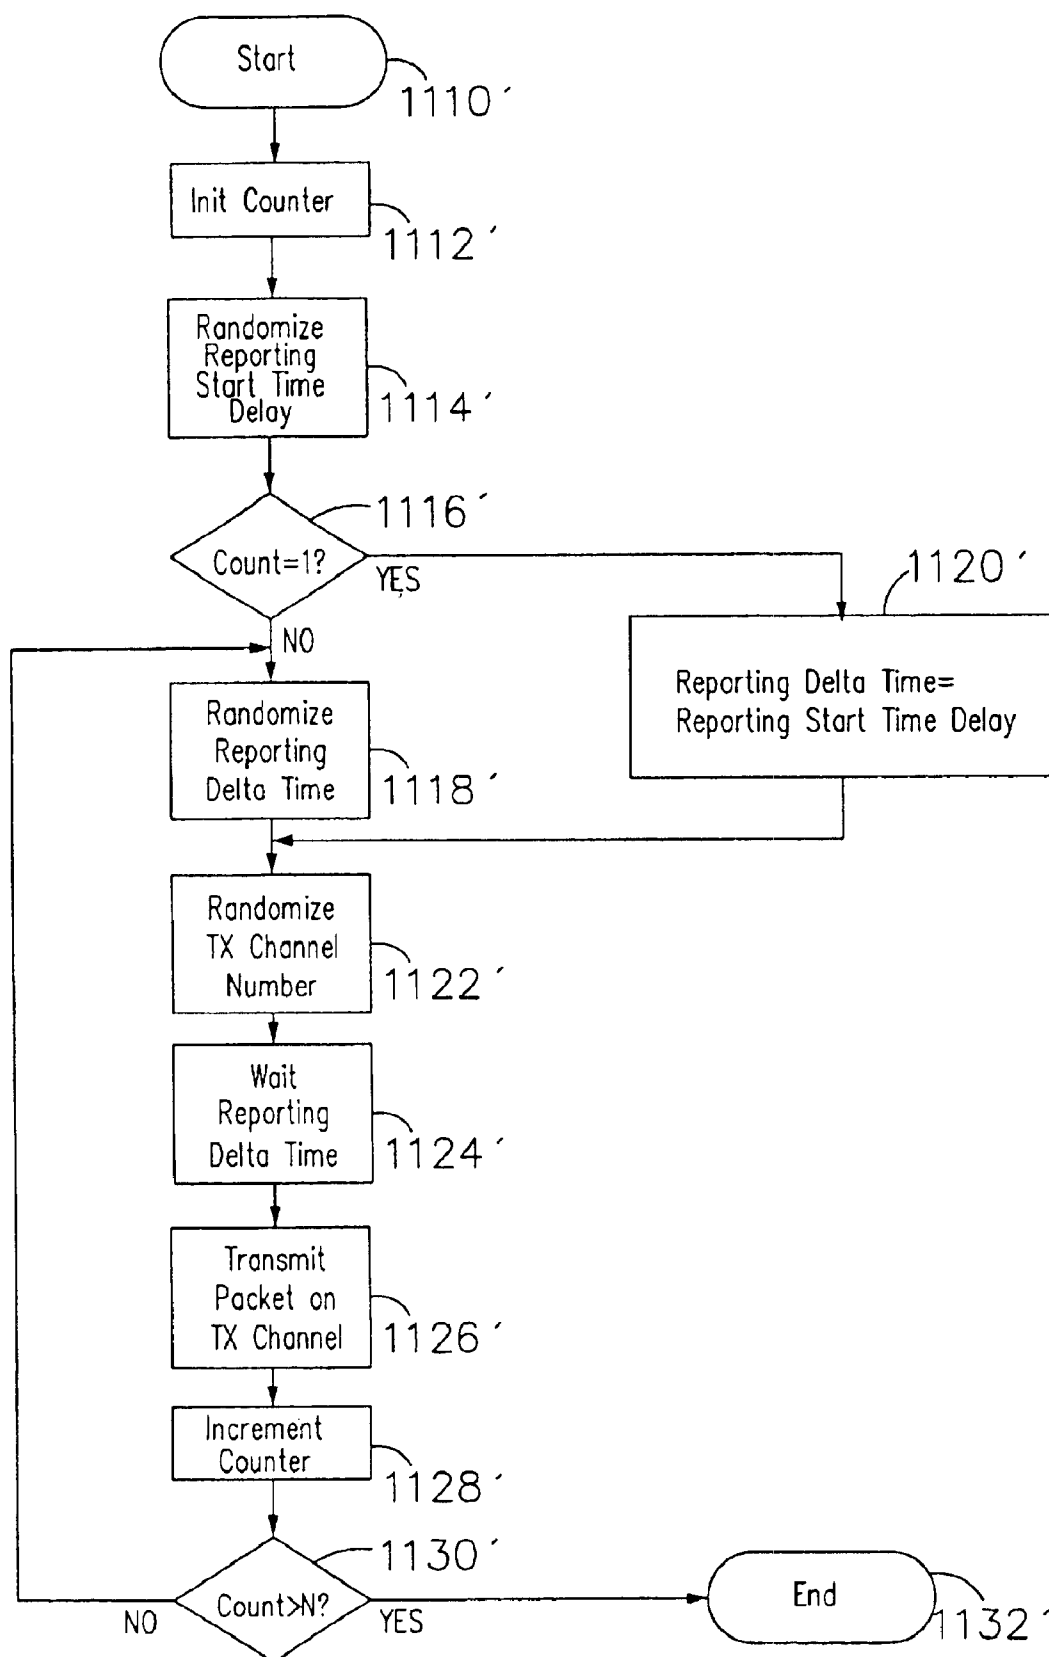 Start
1110′
Init Counter
1112′
Randomize
Reporting
Start Time
Delay
1114′
1116′
Count=1?
YES
1120′
NO
Reporting Delta Time=
Reporting Start Time Delay
Randomize
Reporting
Delta Time
1118′
Randomize
TX Channel
Number
1122′
Wait
Reporting
Delta Time
1124′
Transmit
Packet on
TX Channel
1126′
Increment
Counter
1128′
1130′
Count>N?
NO
YES
End
1132′